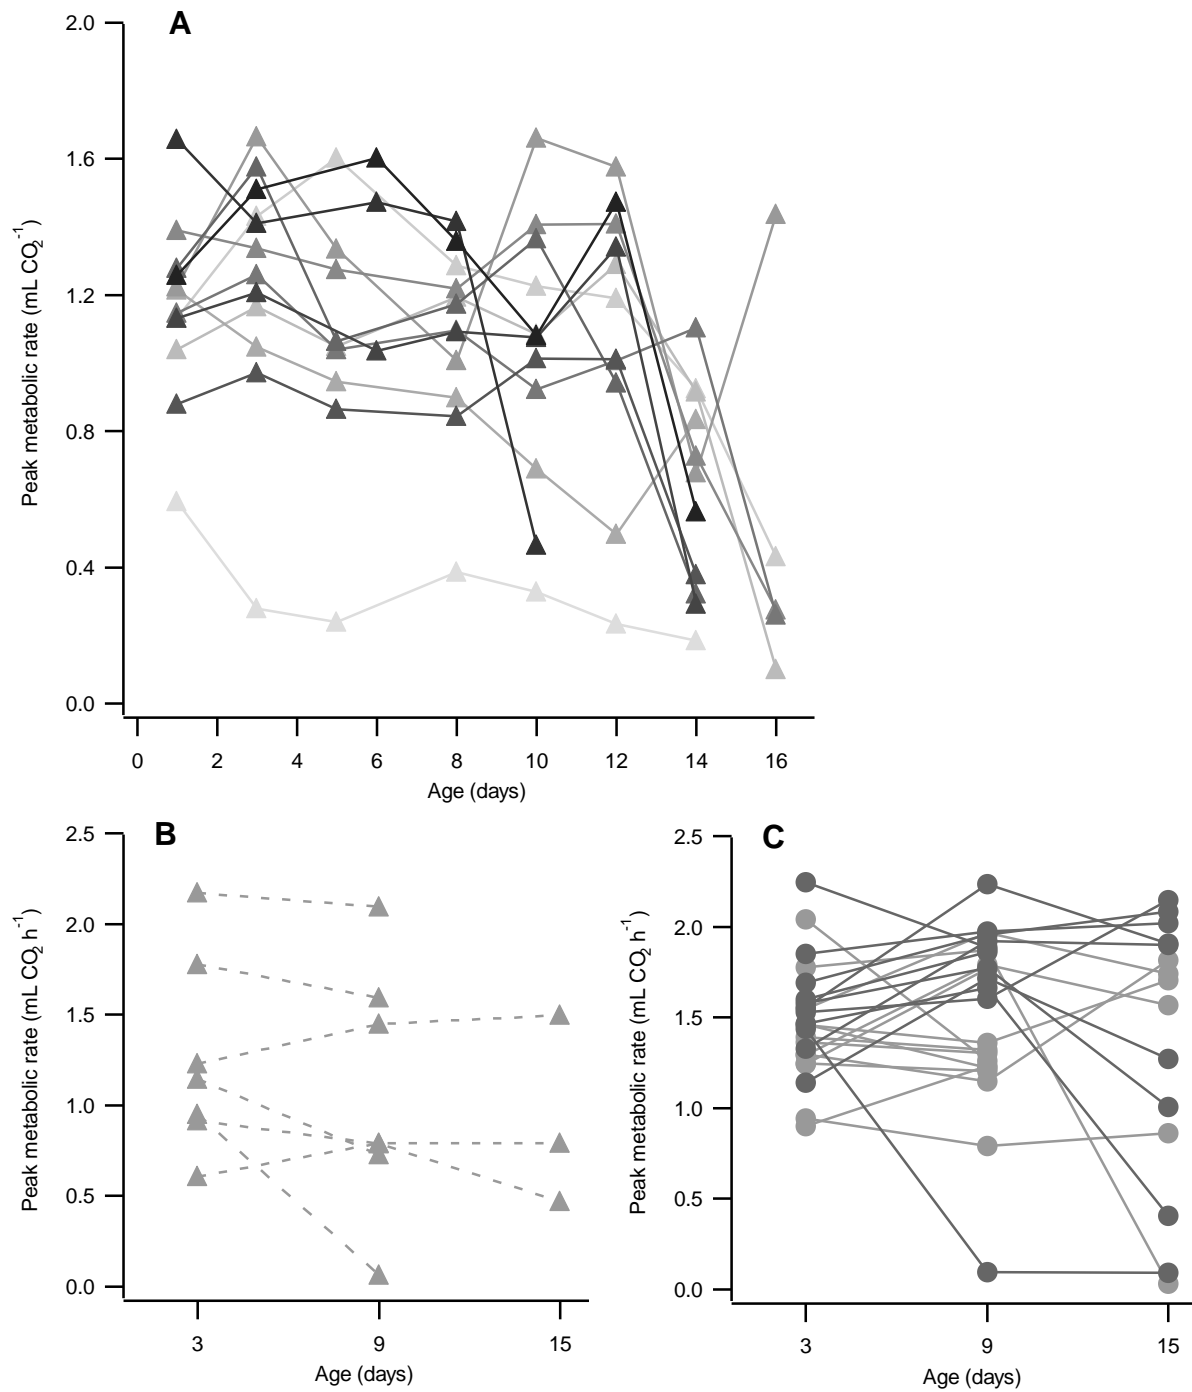 A
2.0
1.6
1.2
0.8
0.4
0.0
Peak metabolic rate (mL CO2-1)
0 2 4 6 8 10 12 14 16
Age (days)
B
2.5
2.0
1.5
1.0
0.5
0.0
Peak metabolic rate (mL CO2 h-1)
3 9 15
Age (days)
C
2.5
2.0
1.5
1.0
0.5
0.0
Peak metabolic rate (mL CO2 h-1)
3 9 15
Age (days)